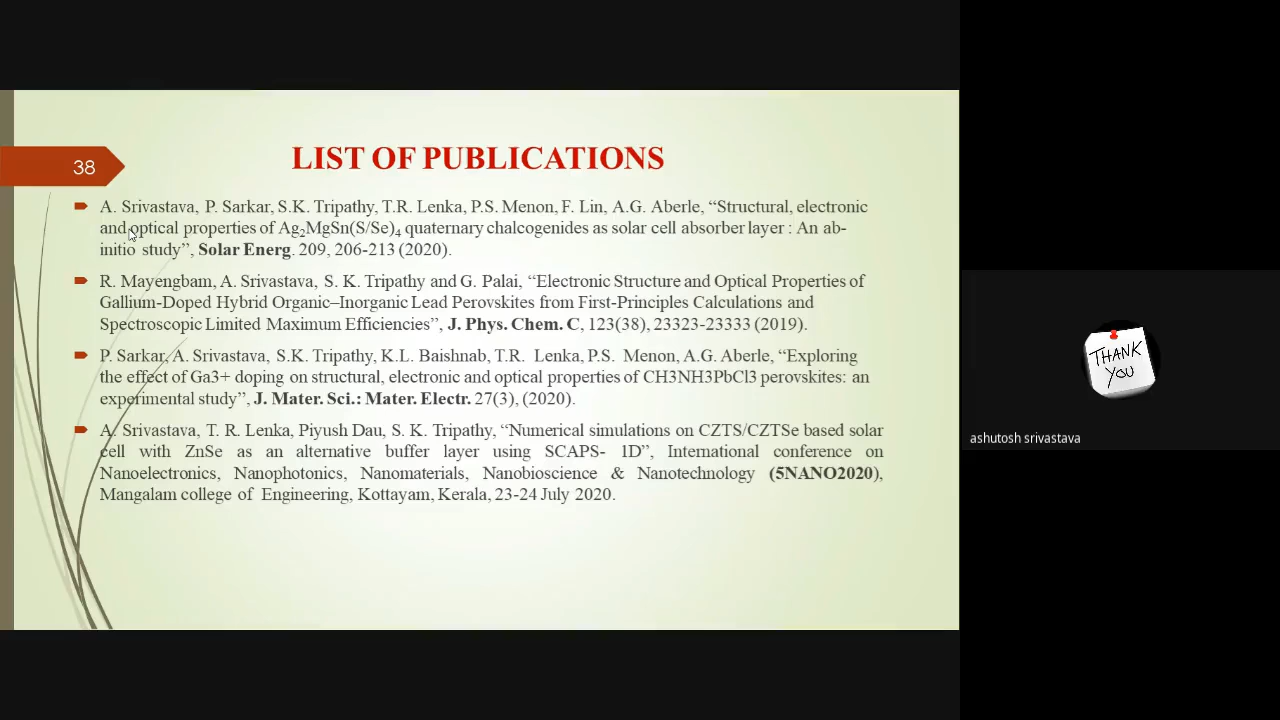 38
LIST OF PUBLICATIONS
A. Srivastava, P. Sarkar, S.K. Tripathy, T.R. Lenka, P.S. Menon, F. Lin, A.G. Aberle, “Structural, electronic
and optical properties of Ag2MgSn(S/Se)4 quaternary chalcogenides as solar cell absorber layer : An ab-
initio study”, Solar Energ. 209, 206-213 (2020).
R. Mayengbam, A. Srivastava, S. K. Tripathy and G. Palai, “Electronic Structure and Optical Properties of
Gallium-Doped Hybrid Organic–Inorganic Lead Perovskites from First-Principles Calculations and
Spectroscopic Limited Maximum Efficiencies”, J. Phys. Chem. C, 123(38), 23323-23333 (2019).
P. Sarkar, A. Srivastava, S.K. Tripathy, K.L. Baishnab, T.R. Lenka, P.S. Menon, A.G. Aberle, “Exploring
the effect of Ga3+ doping on structural, electronic and optical properties of CH3NH3PbCl3 perovskites: an
experimental study”, J. Mater. Sci.: Mater. Electr. 27(3), (2020).
A. Srivastava, T. R. Lenka, Piyush Dau, S. K. Tripathy, “Numerical simulations on CZTS/CZTSe based solar
cell with ZnSe as an alternative buffer layer using SCAPS- 1D”, International conference on
Nanoelectronics, Nanophotonics, Nanomaterials, Nanobioscience & Nanotechnology (5NANO2020),
Mangalam college of Engineering, Kottayam, Kerala, 23-24 July 2020.
THANK
YOU
ashutosh srivastava